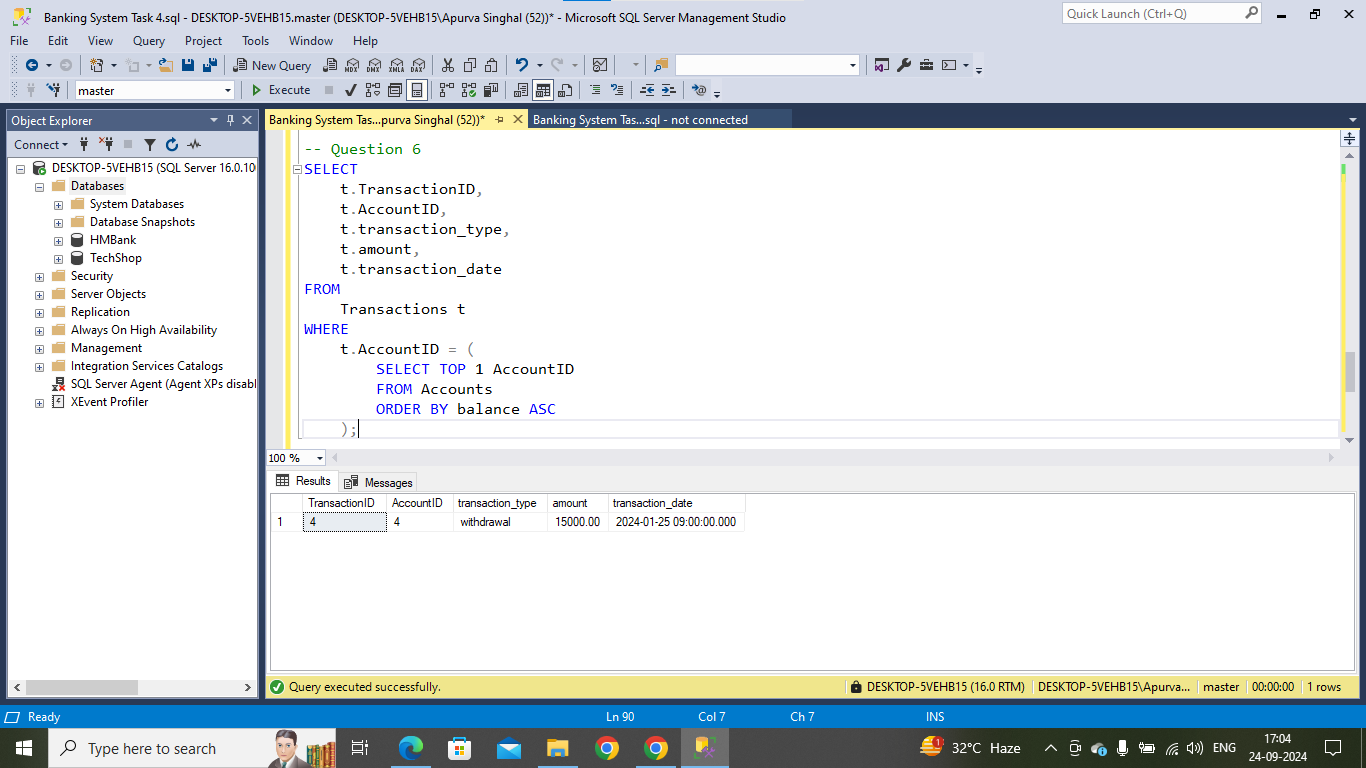 Banking System Task 4.sql - DESKTOP-5VEHB15.master (DESKTOP-5VEHB15\Apurva Singhal (52))* - Microsoft SQL Server Management Studio
Quick Launch (Ctrl+Q)
File Edit View Query Project Tools Window Help
New Query MDX DMX XMLA DAX
master Execute
Object Explorer
Banking System Tas...purva Singhal (52))* Banking System Tas...sql - not connected
Connect
DESKTOP-5VEHB15 (SQL Server 16.0.10
Databases
System Databases
Database Snapshots
HMBank
TechShop
Security
Server Objects
Replication
Always On High Availability
Management
Integration Services Catalogs
SQL Server Agent (Agent XPs disabl
XEvent Profiler
-- Question 6
SELECT
t.TransactionID,
t.AccountID,
t.transaction_type,
t.amount,
t.transaction_date
FROM
Transactions t
WHERE
t.AccountID = (
SELECT TOP 1 AccountID
FROM Accounts
ORDER BY balance ASC
);
100 %
Results Messages
TransactionID AccountID transaction_type amount transaction_date
1 4 4 withdrawal 15000.00 2024-01-25 09:00:00.000
Query executed successfully. DESKTOP-5VEHB15 (16.0 RTM) DESKTOP-5VEHB15\Apurva... master 00:00:00 1 rows
Ready Ln 90 Col 7 Ch 7 INS
Type here to search 1 32°C Haze ENG 17:04
24-09-2024